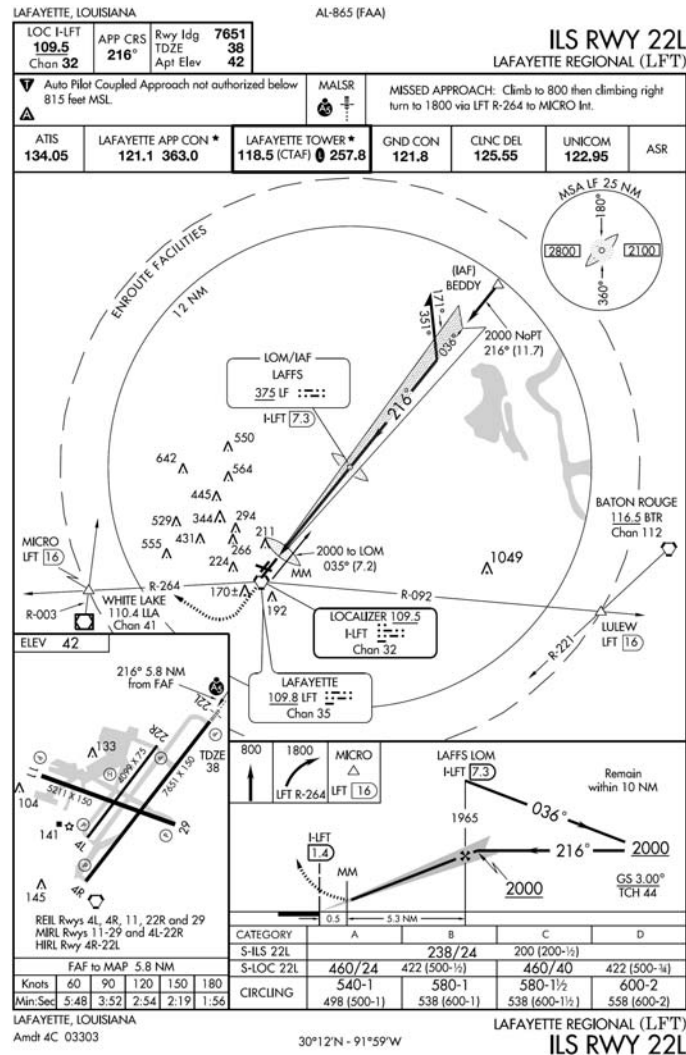 LAFAYETTE, LOUISIANA
AL-865 (FAA)
LOC I-LFT
109.5
Chan 32
APP CRS
216°
Rwy ldg 7651
TDZE 38
Apt Elev 42
ILS RWY 22L
LAFAYETTE REGIONAL (LFT)
T Auto Pilot Coupled Approach not authorized below
815 feet MSL.
A
MALSR
A5
MISSED APPROACH: Climb to 800 then climbing right
turn to 1800 via LFT R-264 to MICRO Int.
ATIS
134.05
LAFAYETTE APP CON ★
121.1 363.0
LAFAYETTE TOWER ★
118.5 (CTAF) L 257.8
GND CON
121.8
CLNC DEL
125.55
UNICOM
122.95
ASR
MSA LF 25 NM
180°
2800
2100
360°
ENROUTE FACILITIES
12 NM
(IAF)
BEDDY
171°
351°
036°
2000 NoPT
216° (11.7)
LOM/IAF
LAFFS
375 LF
I-LFT 7.3
216°
550
642
564
445
529
344
294
431
266
211
555
224
170±
192
1049
2000 to LOM
035° (7.2)
MM
BATON ROUGE
116.5 BTR
Chan 112
MICRO
LFT 16
R-264
R-092
R-003
WHITE LAKE
110.4 LLA
Chan 41
LOCALIZER 109.5
I-LFT
Chan 32
LULEW
LFT 16
R-221
LAFAYETTE
109.8 LFT
Chan 35
ELEV 42
216° 5.8 NM
from FAF
A5
22L
22R
TDZE
38
133
4099 X 75
7651 X 150
11
5211 X 150
104
141
4L
29
145
4R
REIL Rwys 4L, 4R, 11, 22R and 29
MIRL Rwys 11-29 and 4L-22R
HIRL Rwy 4R-22L
FAF to MAP 5.8 NM
Knots 60 90 120 150 180
Min:Sec 5:48 3:52 2:54 2:19 1:56
800
1800
LFT R-264
MICRO
LFT 16
LAFFS LOM
I-LFT 7.3
Remain
within 10 NM
1965
036°
216°
2000
2000
GS 3.00°
TCH 44
I-LFT
1.4
MM
0.5
5.3 NM
CATEGORY A B C D
S-ILS 22L 238/24 200 (200-½)
S-LOC 22L 460/24 422 (500-½) 460/40 422 (500-¾)
CIRCLING 540-1 580-1 580-1½ 600-2
498 (500-1) 538 (600-1) 538 (600-1½) 558 (600-2)
LAFAYETTE, LOUISIANA
Amdt 4C 03303
30°12'N - 91°59'W
LAFAYETTE REGIONAL (LFT)
ILS RWY 22L